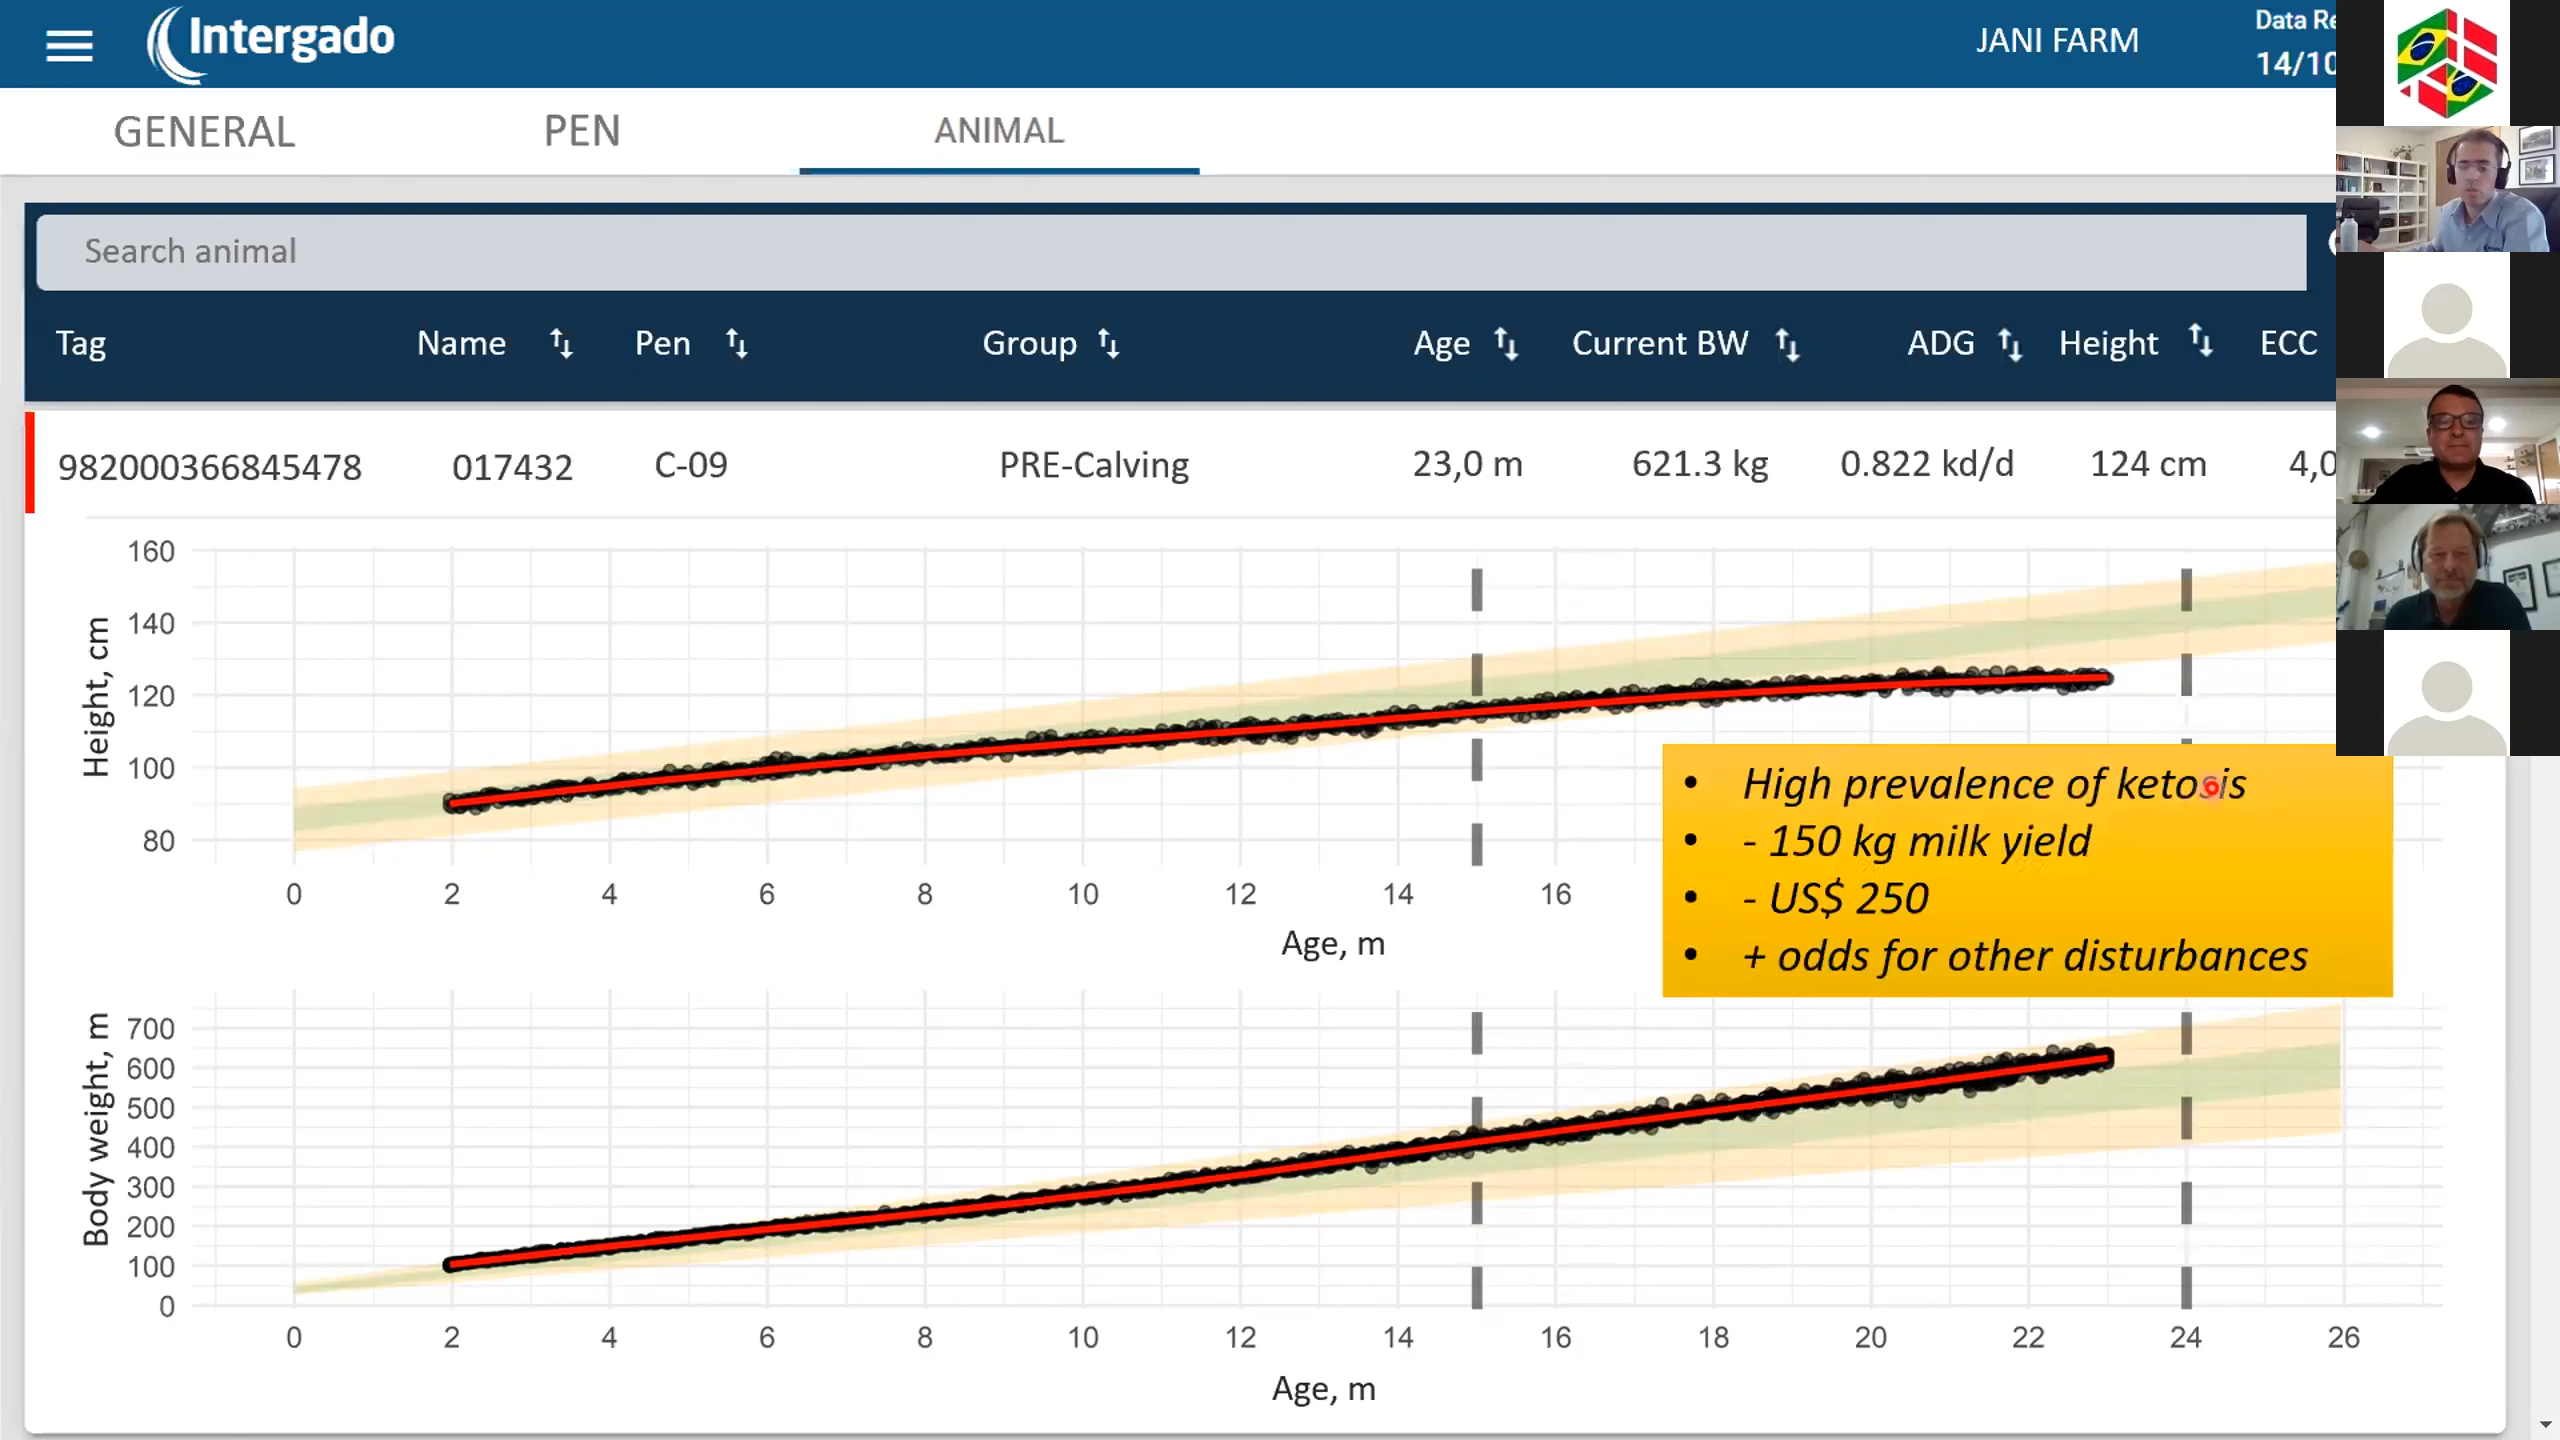 Intergado
JANI FARM
Data Re
14/10
GENERAL
PEN
ANIMAL
Search animal
Tag Name Pen Group Age Current BW ADG Height ECC
982000366845478 017432 C-09 PRE-Calving 23,0 m 621.3 kg 0.822 kd/d 124 cm 4,0
Height, cm
160
140
120
100
80
0 2 4 6 8 10 12 14 16
Age, m
• High prevalence of ketosis
• - 150 kg milk yield
• - US$ 250
• + odds for other disturbances
Body weight, m
700
600
500
400
300
200
100
0
0 2 4 6 8 10 12 14 16 18 20 22 24 26
Age, m